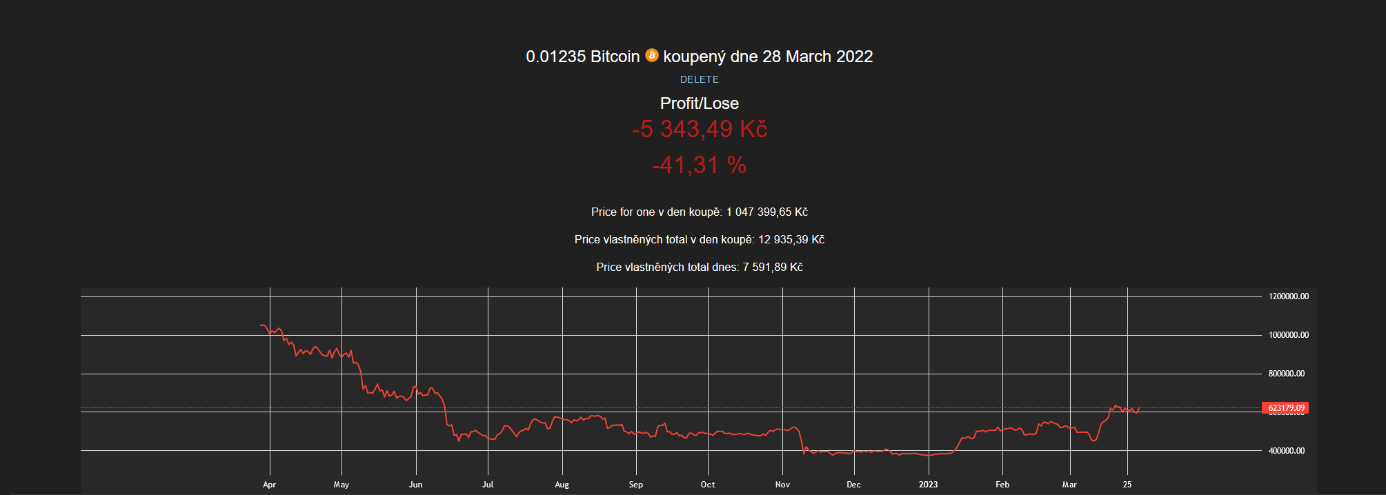 0.01235 Bitcoin koupený dne 28 March 2022
DELETE
Profit/Lose
-5 343,49 Kč
-41,31 %
Price for one v den koupě: 1 047 399,65 Kč
Price vlastněných total v den koupě: 12 935,39 Kč
Price vlastněných total dnes: 7 591,89 Kč
1200000.00
1000000.00
800000.00
623179.09
400000.00
Apr May Jun Jul Aug Sep Oct Nov Dec 2023 Feb Mar 25